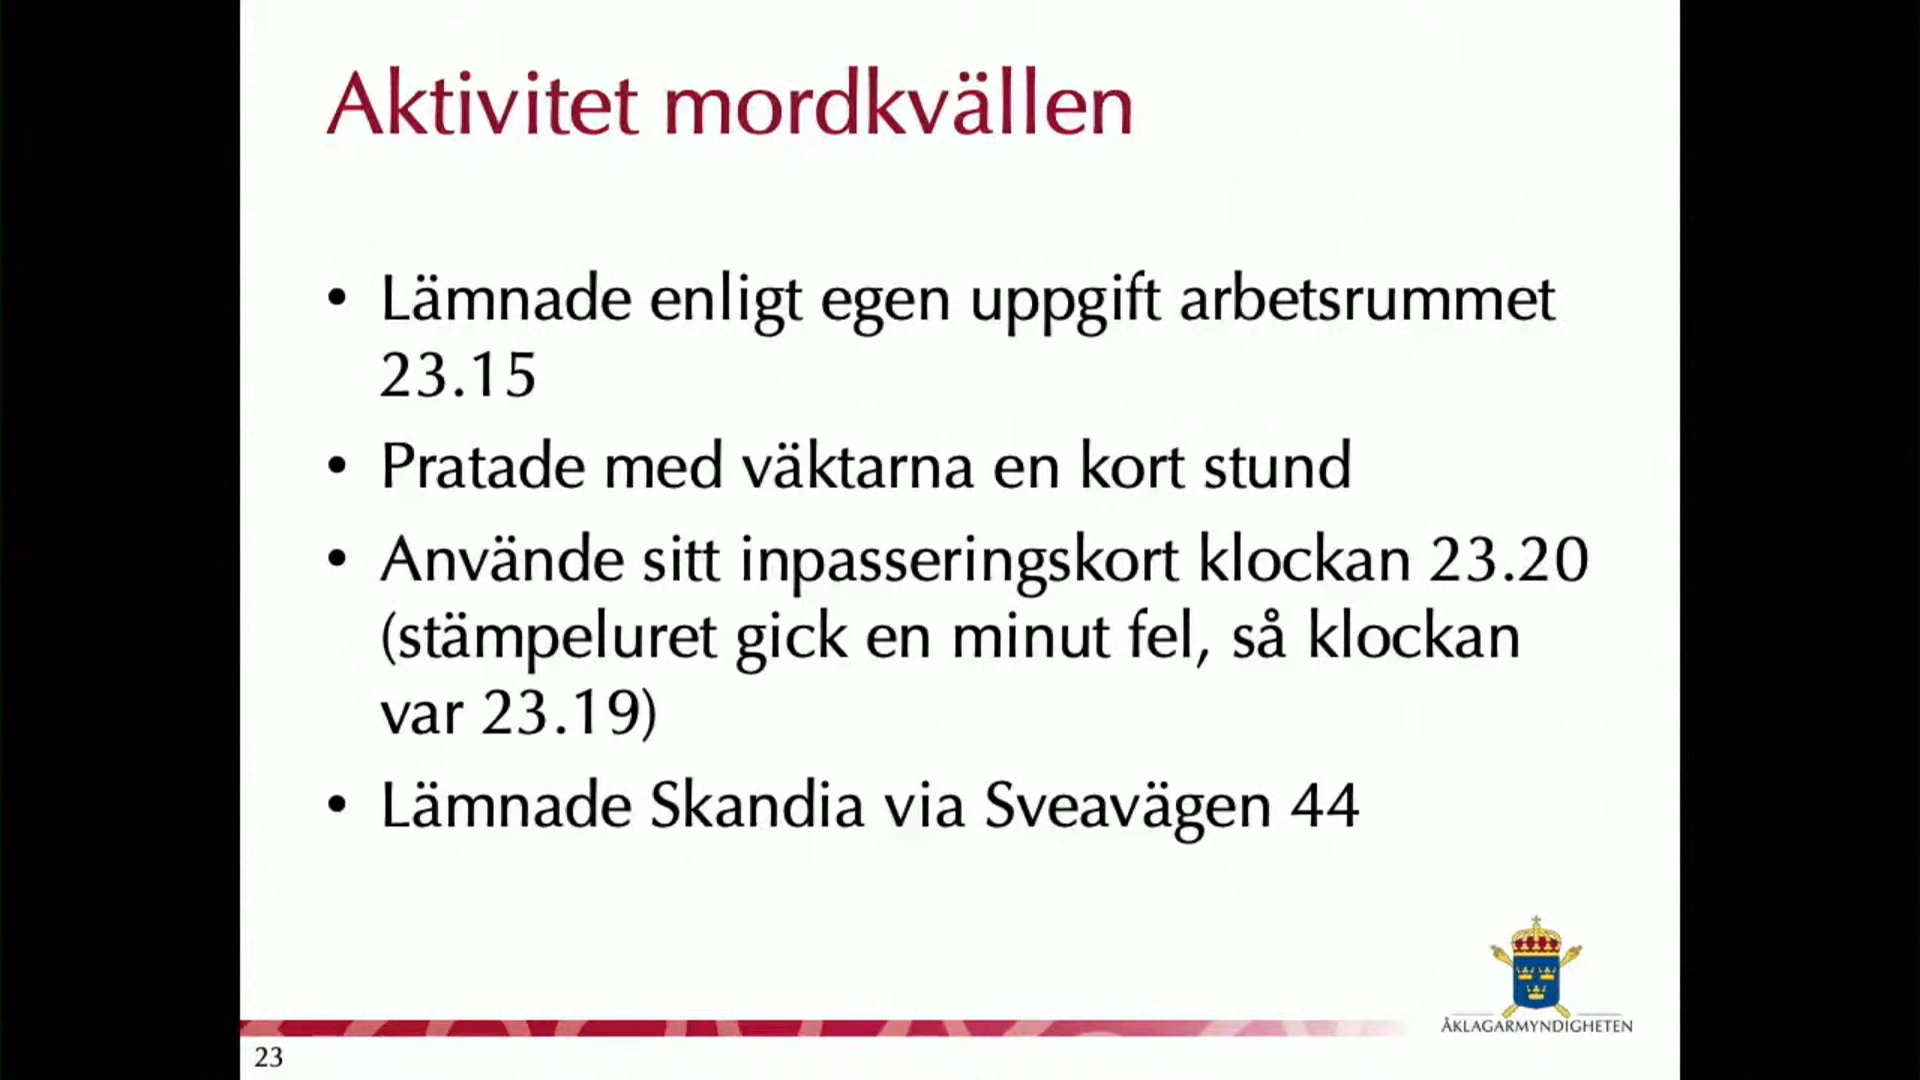 Aktivitet mordkvällen
• Lämnade enligt egen uppgift arbetsrummet
23.15
• Pratade med väktarna en kort stund
• Använde sitt inpasseringskort klockan 23.20
(stämpeluret gick en minut fel, så klockan
var 23.19)
• Lämnade Skandia via Sveavägen 44
ÅKLAGARMYNDIGHETEN
23